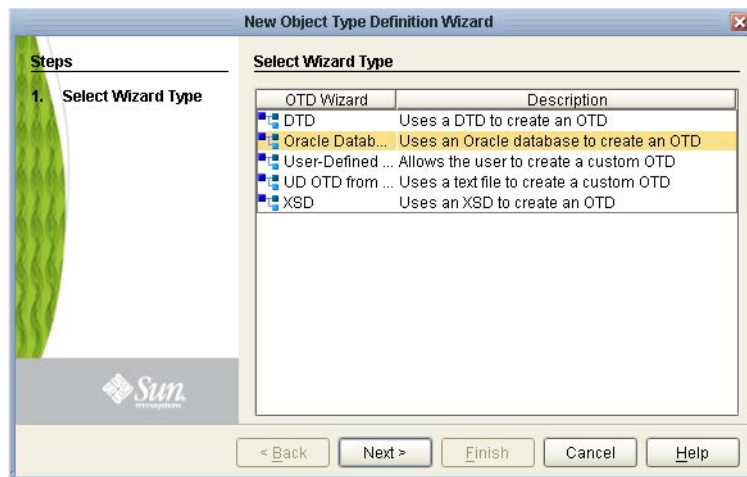 New Object Type Definition Wizard
Steps
1. Select Wizard Type
Select Wizard Type
OTD Wizard Description
DTD Uses a DTD to create an OTD
Oracle Datab... Uses an Oracle database to create an OTD
User-Defined ... Allows the user to create a custom OTD
UD OTD from ... Uses a text file to create a custom OTD
XSD Uses an XSD to create an OTD
Sun
microsystems
< Back Next > Finish Cancel Help